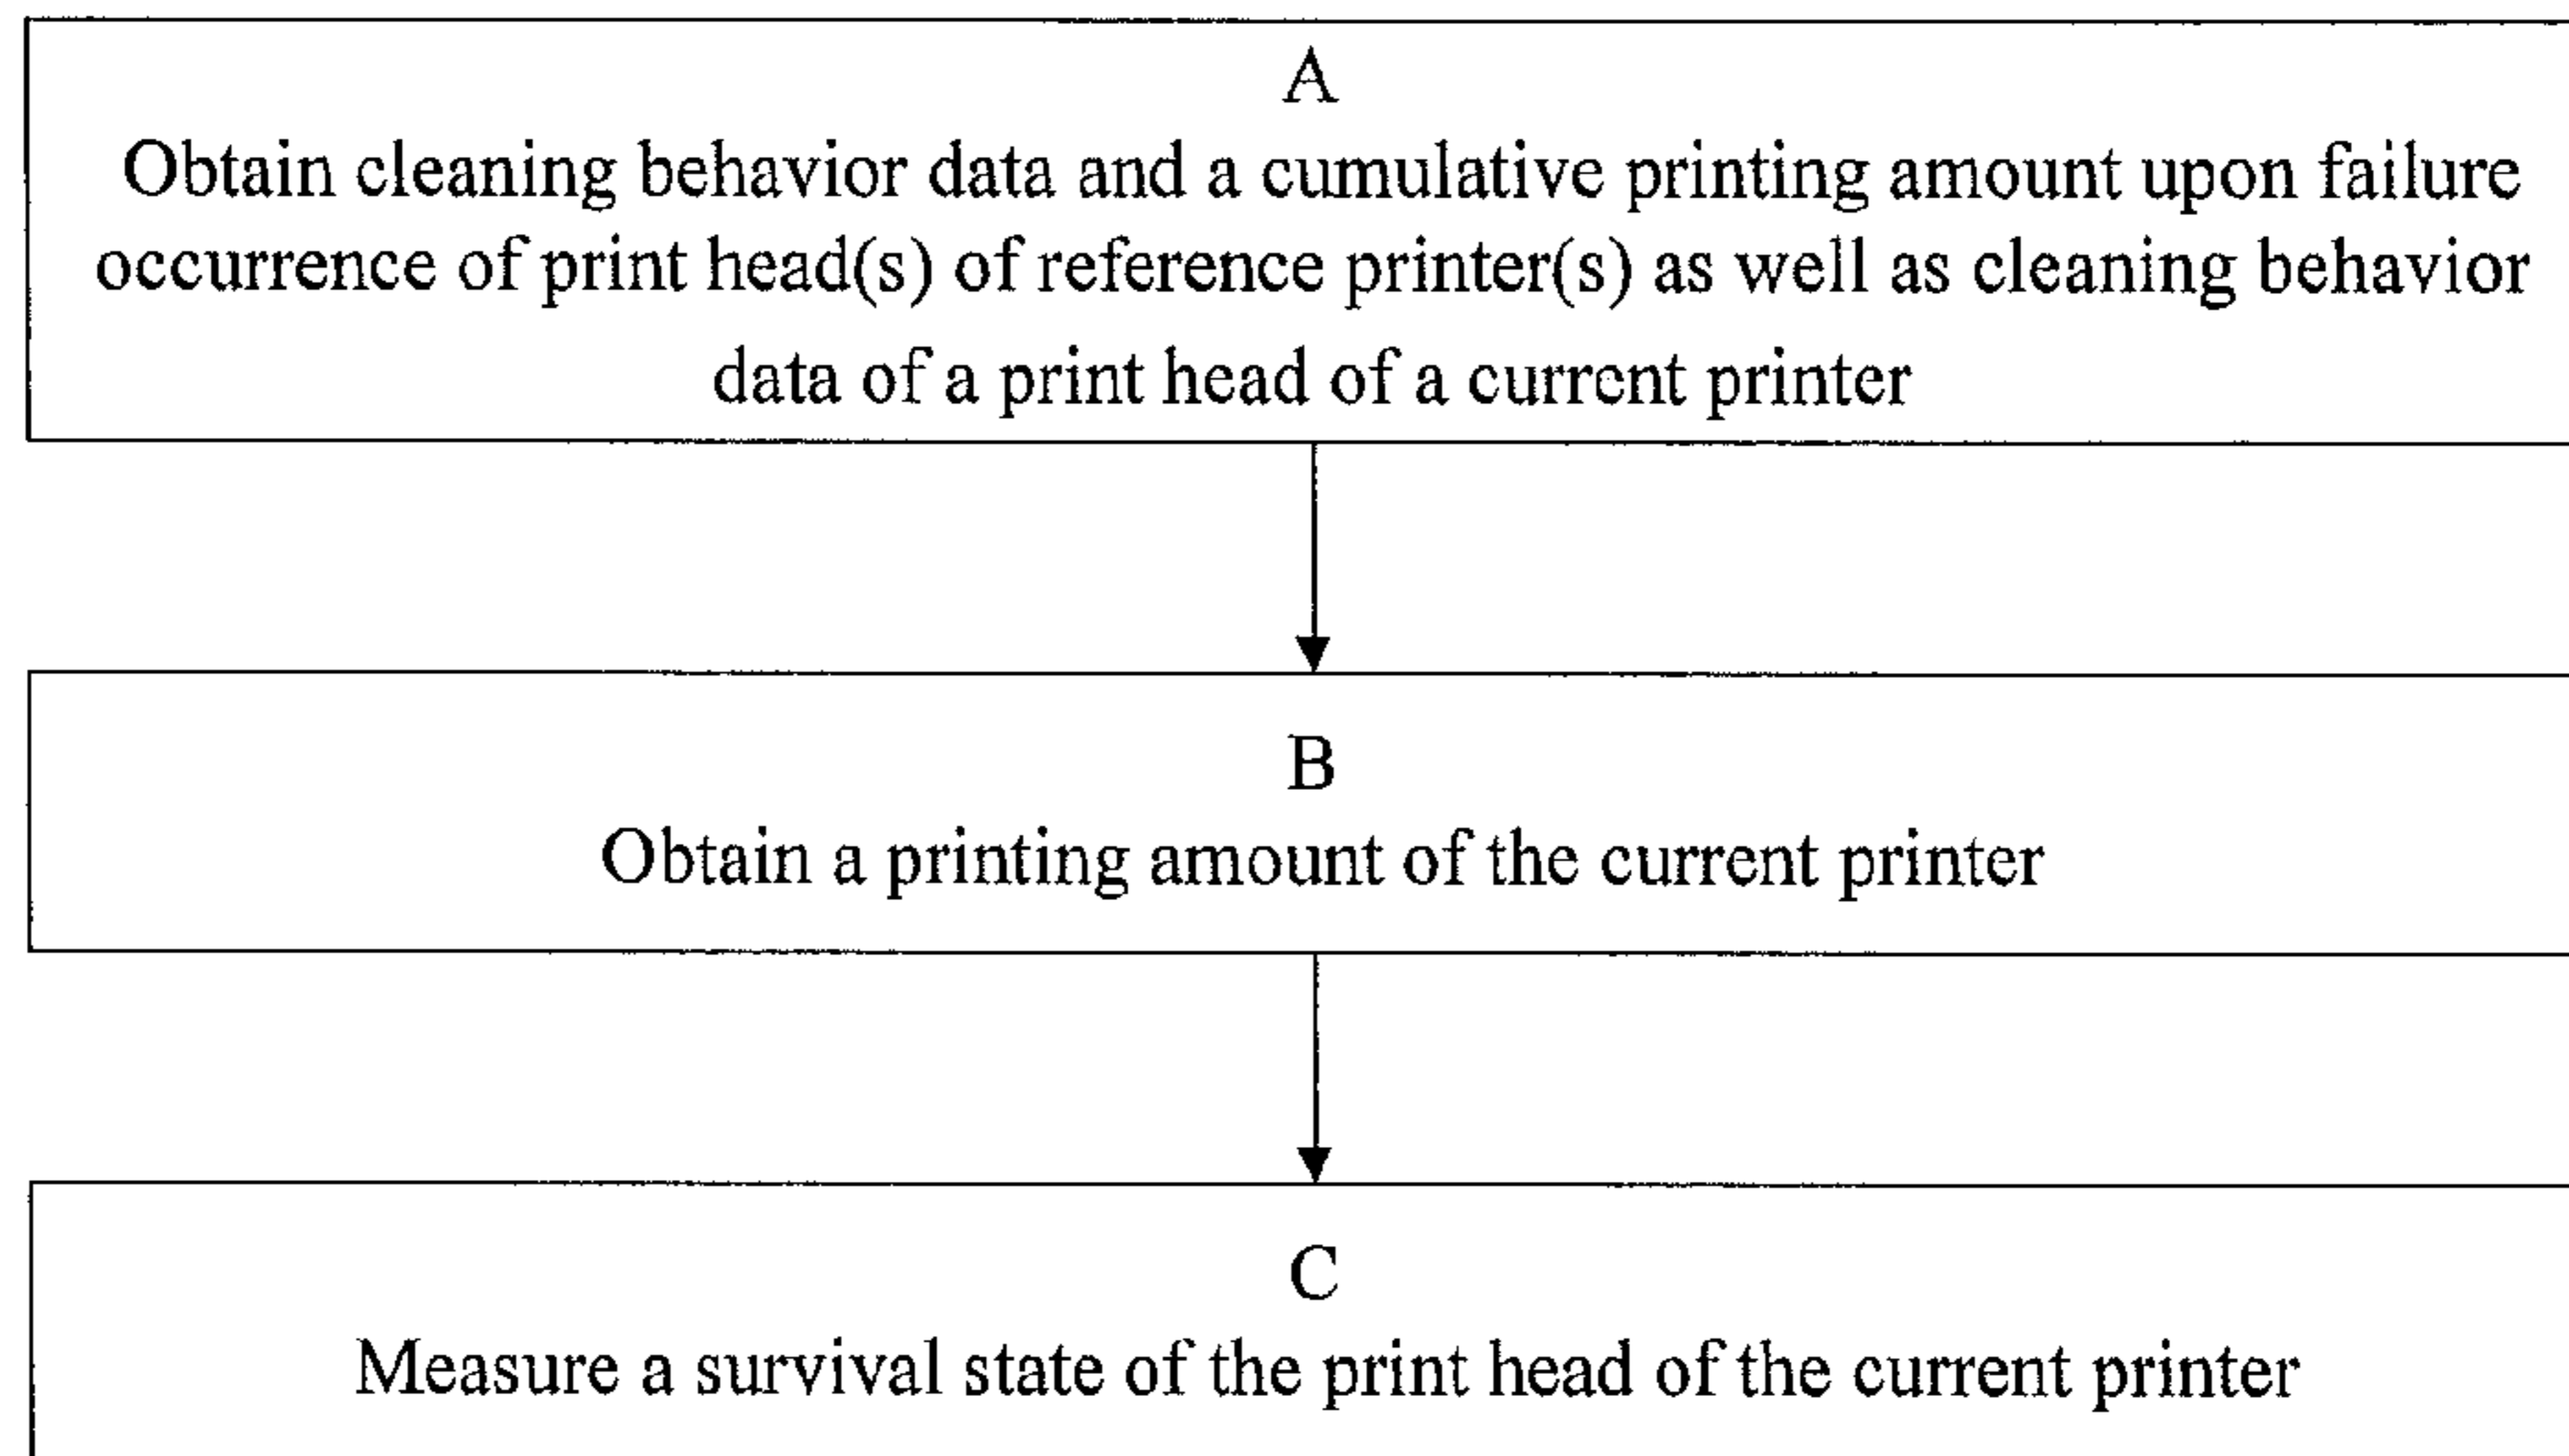 A
Obtain cleaning behavior data and a cumulative printing amount upon failure
occurrence of print head(s) of reference printer(s) as well as cleaning behavior
data of a print head of a current printer
B
Obtain a printing amount of the current printer
C
Measure a survival state of the print head of the current printer